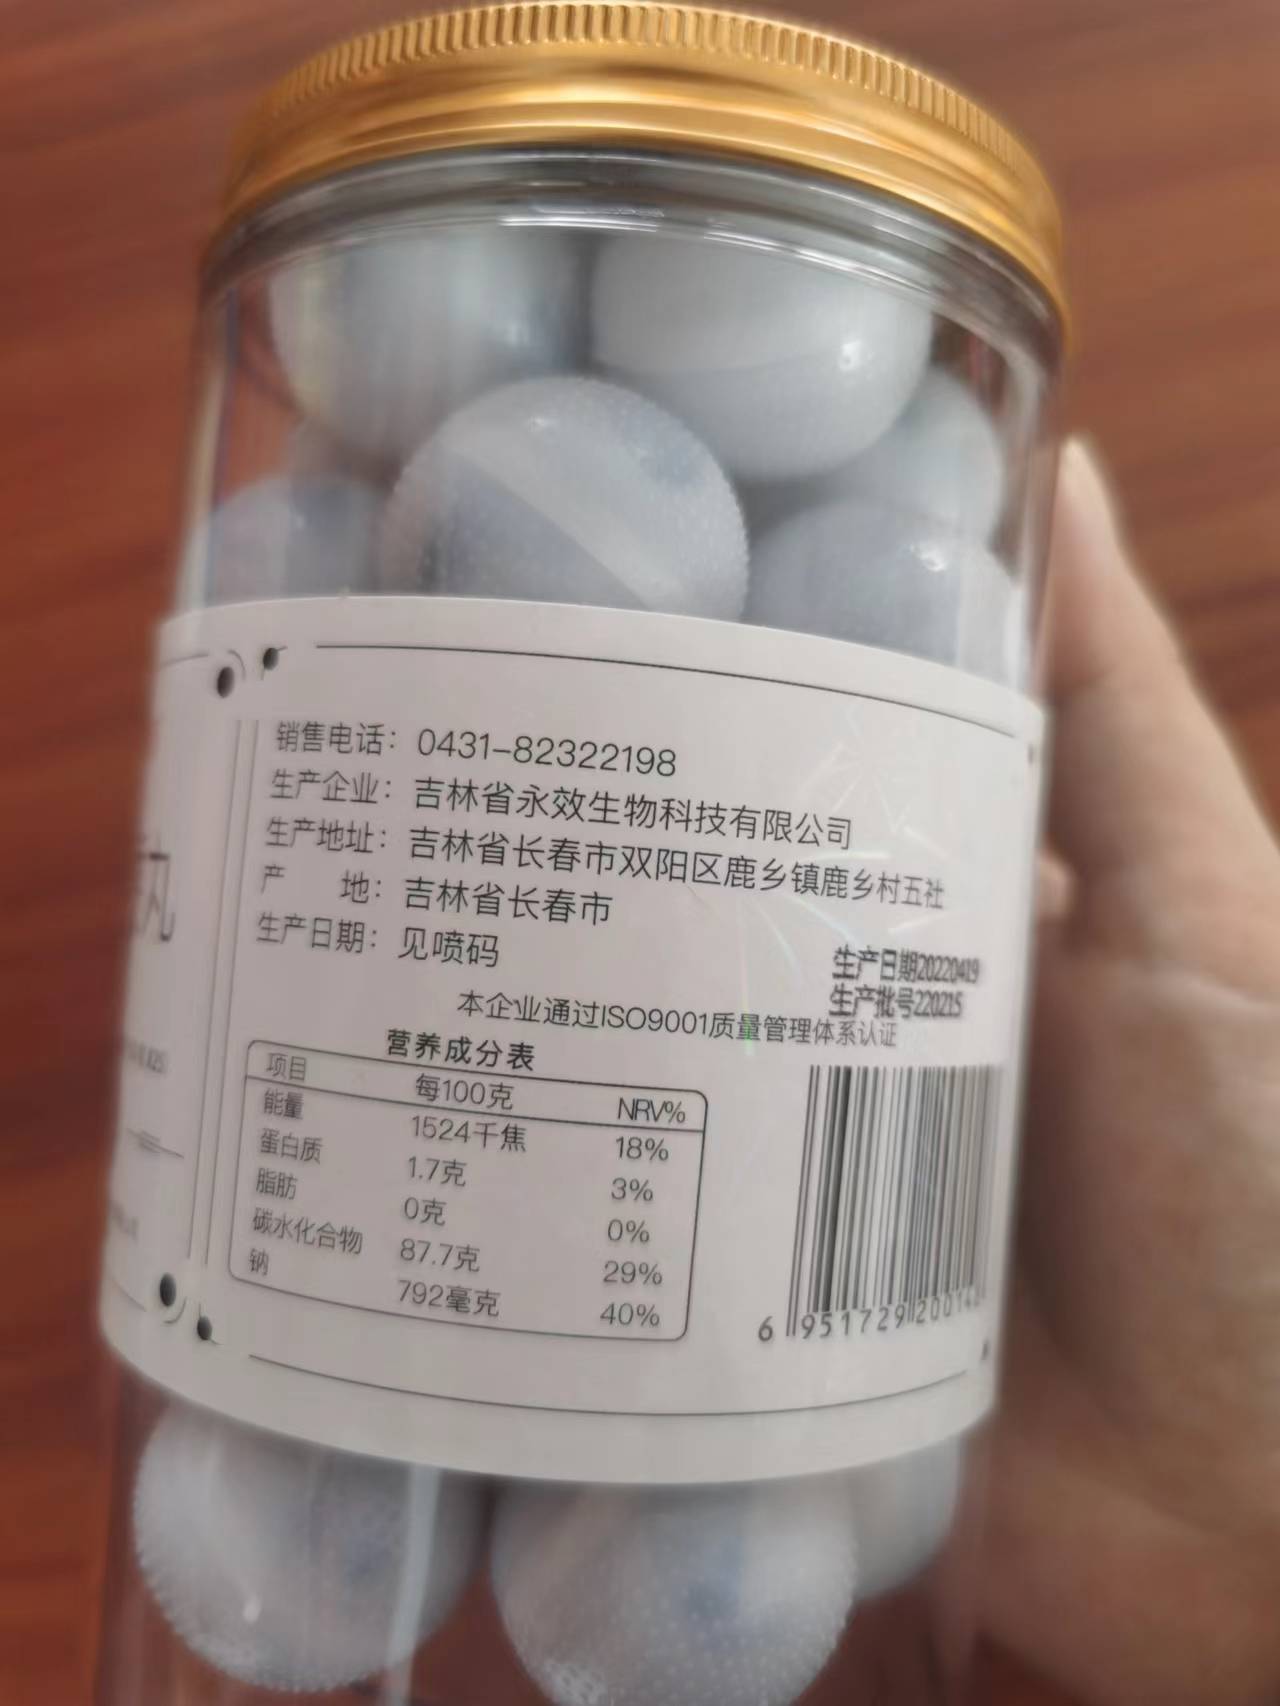 销售电话：0431-82322198
生产企业：吉林省永效生物科技有限公司
生产地址：吉林省长春市双阳区鹿乡镇鹿乡村五社
产 地：吉林省长春市
生产日期：见喷码
生产日期20220419
生产批号220215
本企业通过ISO9001质量管理体系认证
营养成分表
项目 每100克 NRV%
能量 1524千焦 18%
蛋白质 1.7克 3%
脂肪 0克 0%
碳水化合物 87.7克 29%
钠 792毫克 40%
6 951729 20014
丸